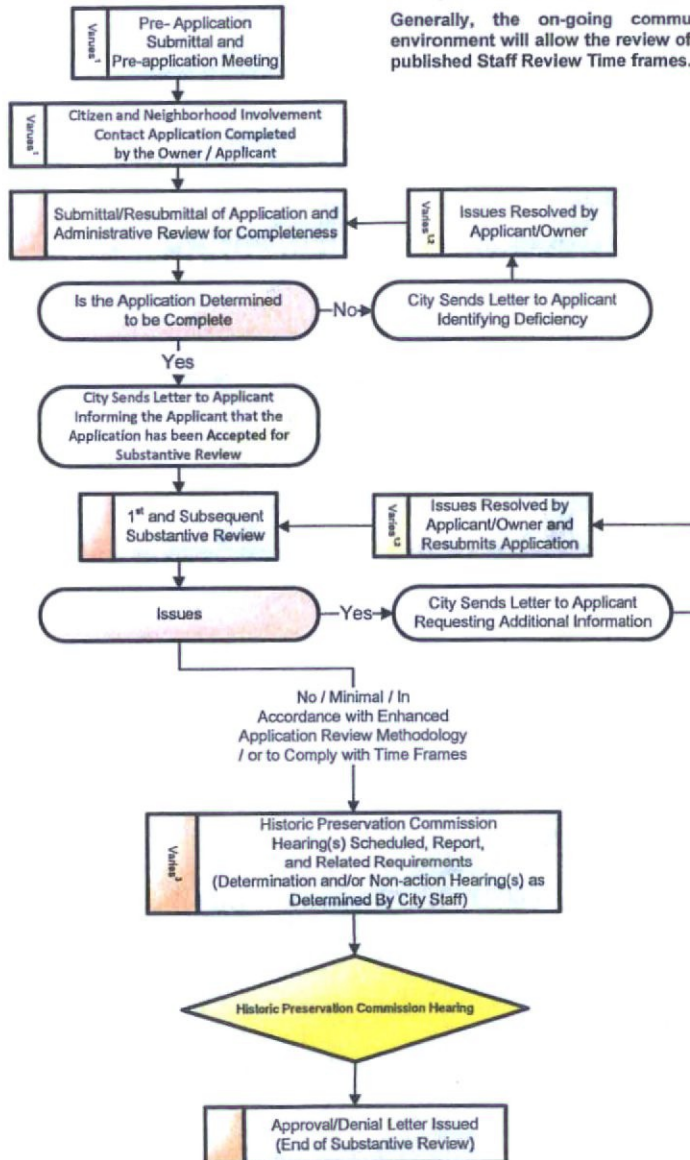 Generally, the on-going commu
environment will allow the review of
published Staff Review Time frames.
Varues¹
Pre- Application
Submittal and
Pre-application Meeting
Varues¹
Citizen and Neighborhood Involvement
Contact Application Completed
by the Owner / Applicant
Submittal/Resubmittal of Application and
Administrative Review for Completeness
Varies¹,²
Issues Resolved by
Applicant/Owner
Is the Application Determined
to be Complete
No
City Sends Letter to Applicant
Identifying Deficiency
Yes
City Sends Letter to Applicant
Informing the Applicant that the
Application has been Accepted for
Substantive Review
1st and Subsequent
Substantive Review
Varies¹,²
Issues Resolved by
Applicant/Owner and
Resubmits Application
Issues
Yes
City Sends Letter to Applicant
Requesting Additional Information
No / Minimal / In
Accordance with Enhanced
Application Review Methodology
/ or to Comply with Time Frames
Varies³
Historic Preservation Commission
Hearing(s) Scheduled, Report,
and Related Requirements
(Determination and/or Non-action Hearing(s) as
Determined By City Staff)
Historic Preservation Commission Hearing
Approval/Denial Letter Issued
(End of Substantive Review)